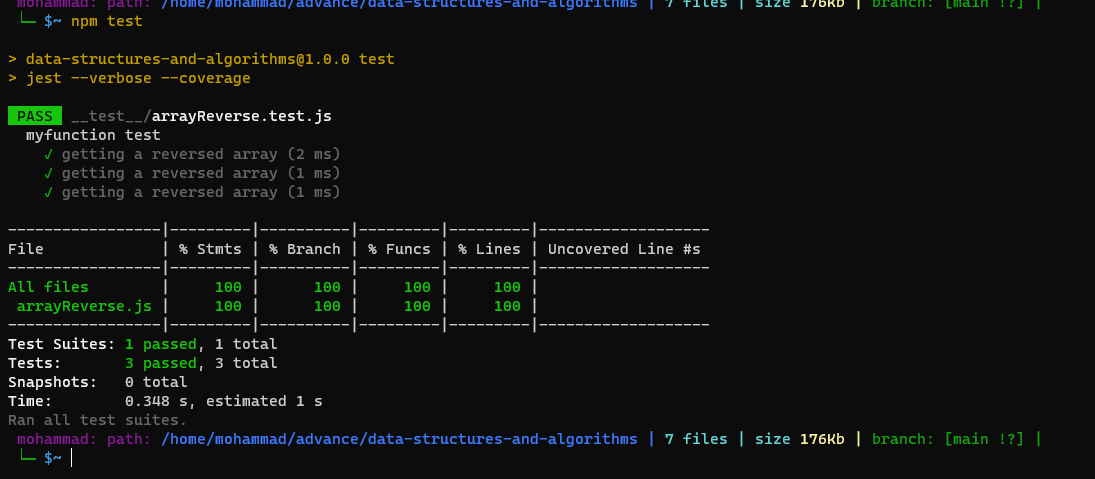 mohammad: path: /home/mohammad/advance/data-structures-and-algorithms | 7 files | size 176Kb | branch: [main !?] |
└─ $~ npm test
> data-structures-and-algorithms@1.0.0 test
> jest --verbose --coverage
PASS __test__/arrayReverse.test.js
myfunction test
✓ getting a reversed array (2 ms)
✓ getting a reversed array (1 ms)
✓ getting a reversed array (1 ms)
-----------------|---------|----------|---------|---------|-------------------
File             | % Stmts | % Branch | % Funcs | % Lines | Uncovered Line #s
-----------------|---------|----------|---------|---------|-------------------
All files        |     100 |      100 |     100 |     100 |
 arrayReverse.js |     100 |      100 |     100 |     100 |
-----------------|---------|----------|---------|---------|-------------------
Test Suites: 1 passed, 1 total
Tests:       3 passed, 3 total
Snapshots:   0 total
Time:        0.348 s, estimated 1 s
Ran all test suites.
mohammad: path: /home/mohammad/advance/data-structures-and-algorithms | 7 files | size 176Kb | branch: [main !?] |
└─ $~